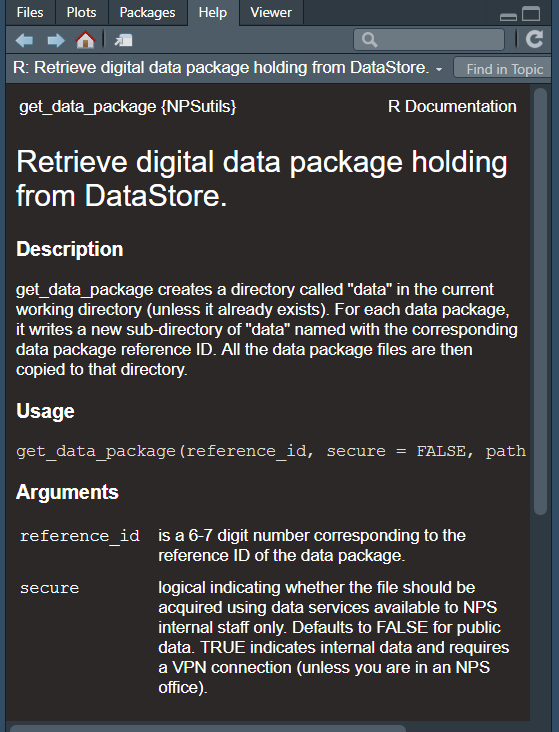 Files Plots Packages Help Viewer
R: Retrieve digital data package holding from DataStore. Find in Topic
get_data_package {NPSutils} R Documentation
Retrieve digital data package holding
from DataStore.
Description
get_data_package creates a directory called "data" in the current
working directory (unless it already exists). For each data package,
it writes a new sub-directory of "data" named with the corresponding
data package reference ID. All the data package files are then
copied to that directory.
Usage
get_data_package(reference_id, secure = FALSE, path
Arguments
reference_id is a 6-7 digit number corresponding to the
reference ID of the data package.
secure logical indicating whether the file should be
acquired using data services available to NPS
internal staff only. Defaults to FALSE for public
data. TRUE indicates internal data and requires
a VPN connection (unless you are in an NPS
office).